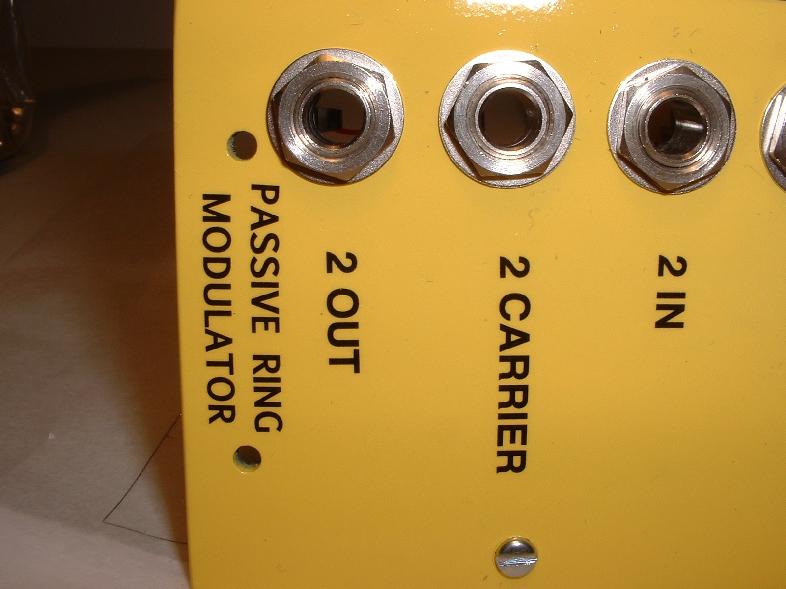 2 IN
2 CARRIER
2 OUT
PASSIVE RING
MODULATOR